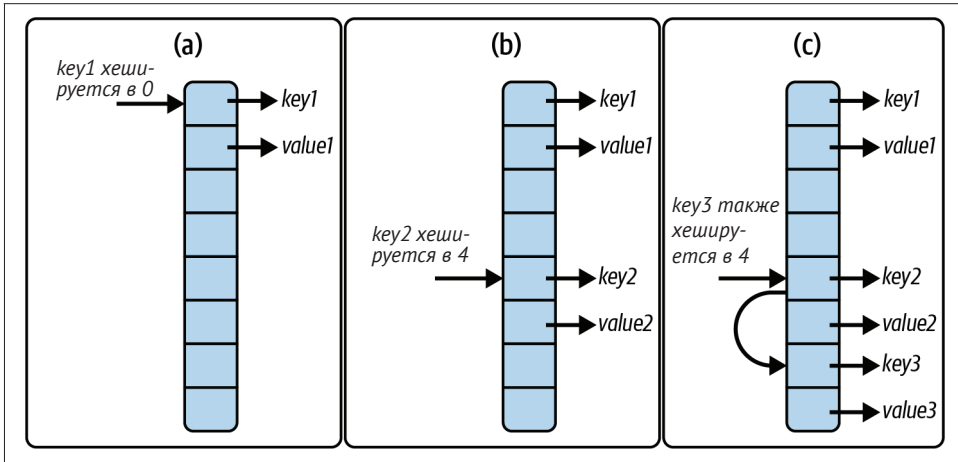 (a)
key1 хеши-
руется в 0
key1
value1
(b)
key1
value1
key2 хеши-
руется в 4
key2
value2
(c)
key1
value1
key3 также
хеширу-
ется в 4
key2
value2
key3
value3